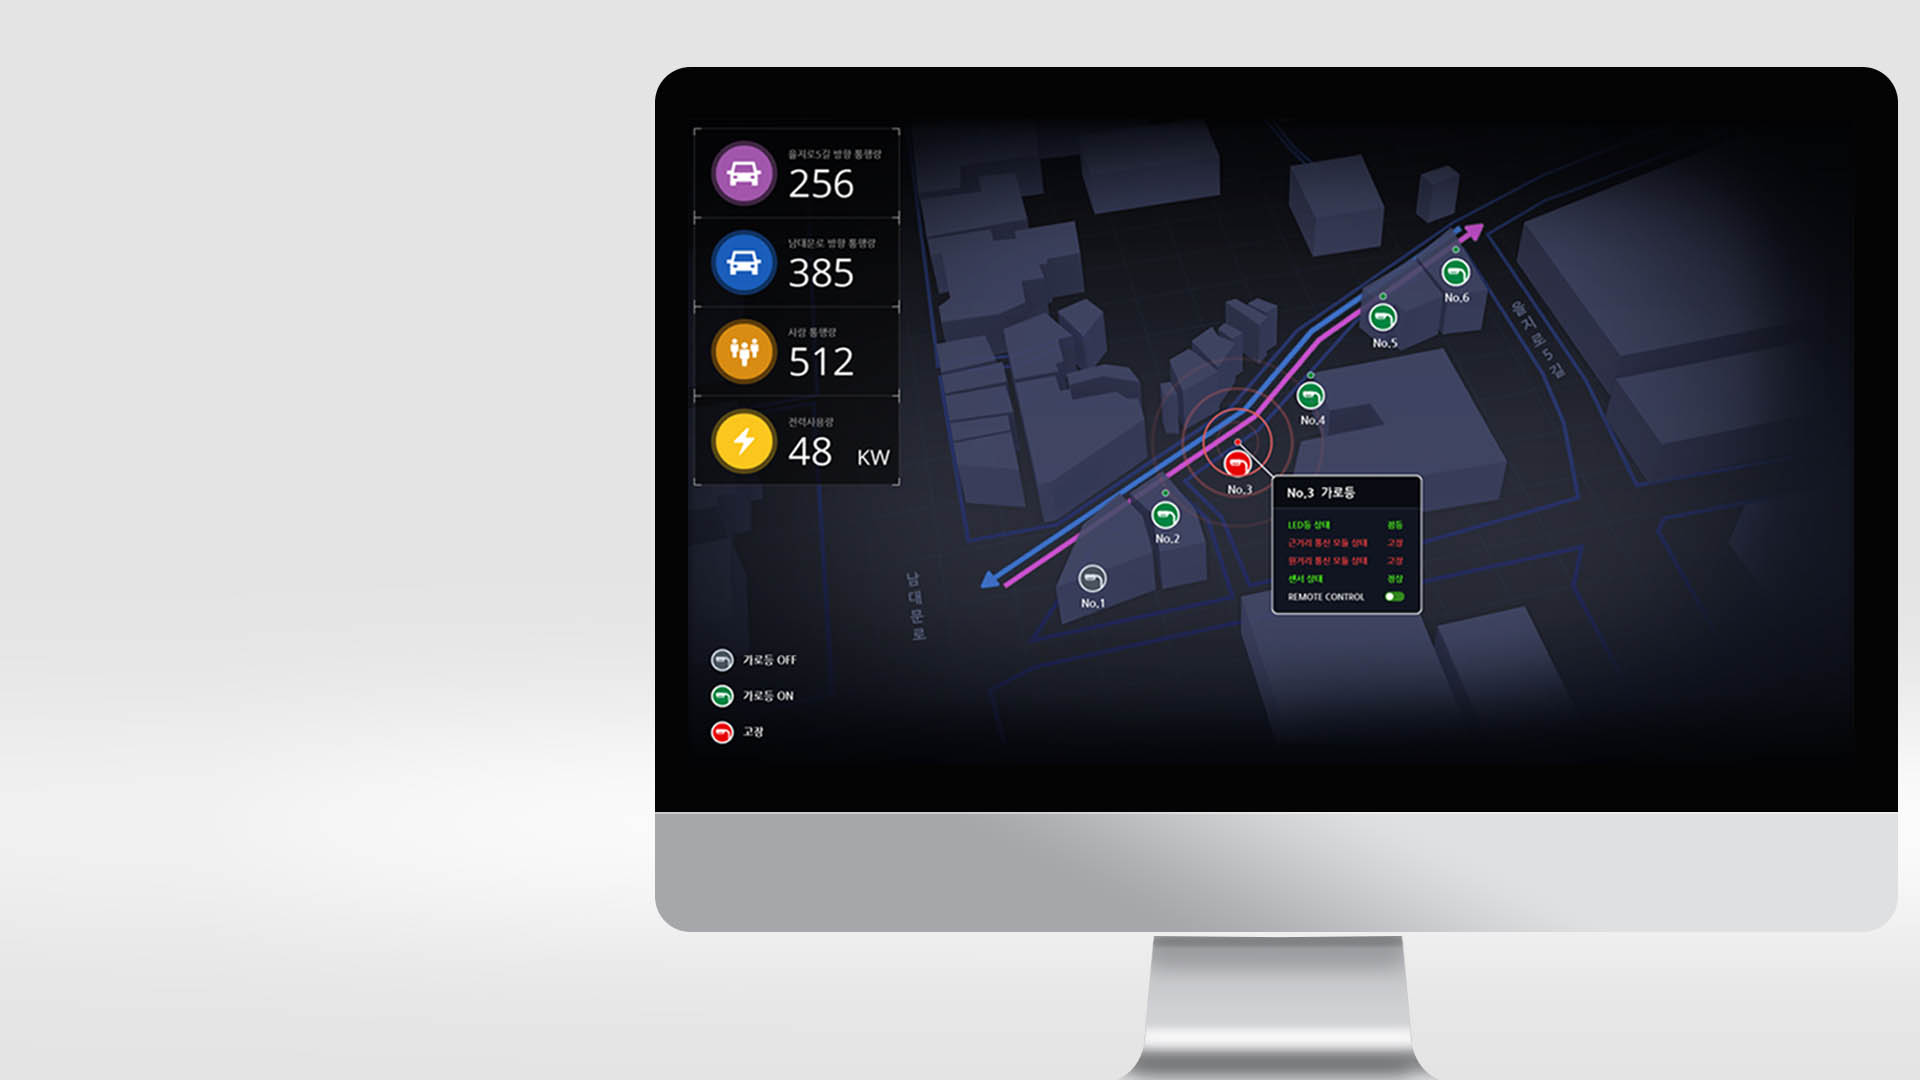 을지로5길 방향 통행량
256
남대문로 방향 통행량
385
사람 통행량
512
전력사용량
48 KW
No.6
No.5
No.4
No.3
No.2
No.1
을지로5길
남대문로
No.3 가로등
LED등 상태 점등
근거리 통신 모듈 상태 고장
원거리 통신 모듈 상태 고장
센서 상태 정상
REMOTE CONTROL
가로등 OFF
가로등 ON
고장